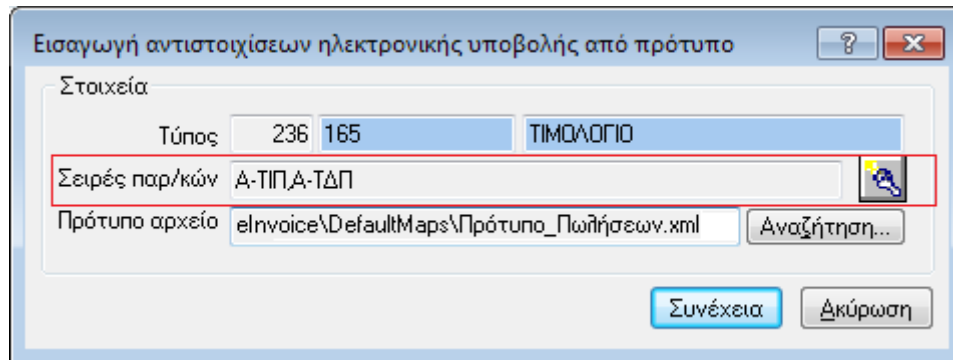 Εισαγωγή αντιστοιχίσεων ηλεκτρονικής υποβολής από πρότυπο
Στοιχεία
Τύπος 236 165 ΤΙΜΟΛΟΓΙΟ
Σειρές παρ/κών Α-ΤΙΠ,Α-ΤΔΠ
Πρότυπο αρχείο eInvoice\DefaultMaps\Πρότυπο_Πωλήσεων.xml Αναζήτηση...
Συνέχεια Ακύρωση